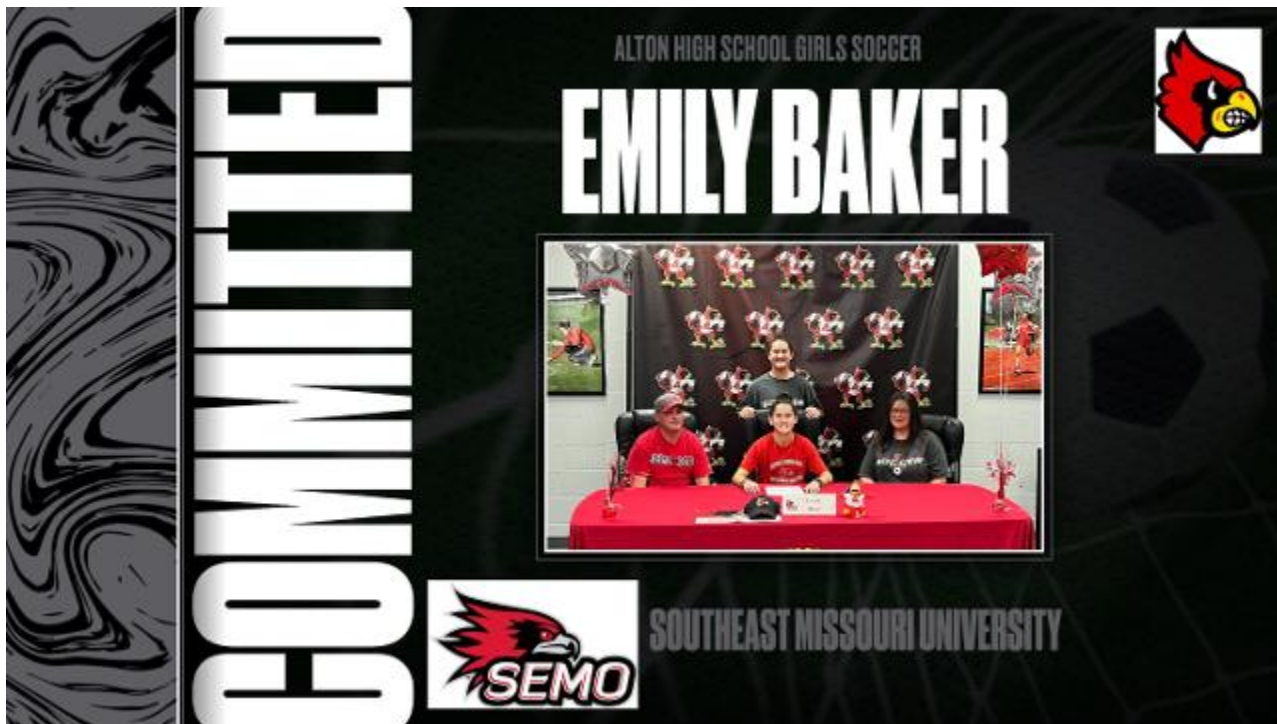 COMMITTED
ALTON HIGH SCHOOL GIRLS SOCCER
EMILY BAKER
SEMO
SOUTHEAST MISSOURI UNIVERSITY